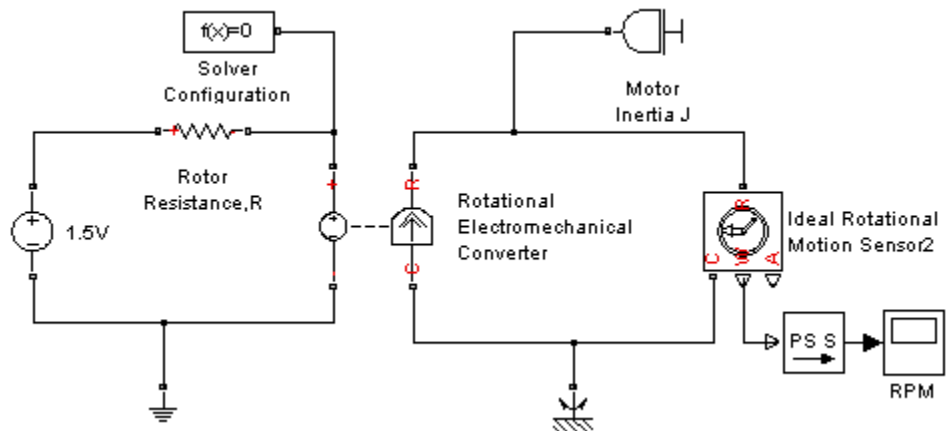 f(x)=0
Solver
Configuration
Motor
Inertia J
+
-
Rotor
Resistance,R
+
-
1.5V
+
-
+
-
R
C
Rotational
Electromechanical
Converter
R
C
W
A
Ideal Rotational
Motion Sensor2
PS S
RPM